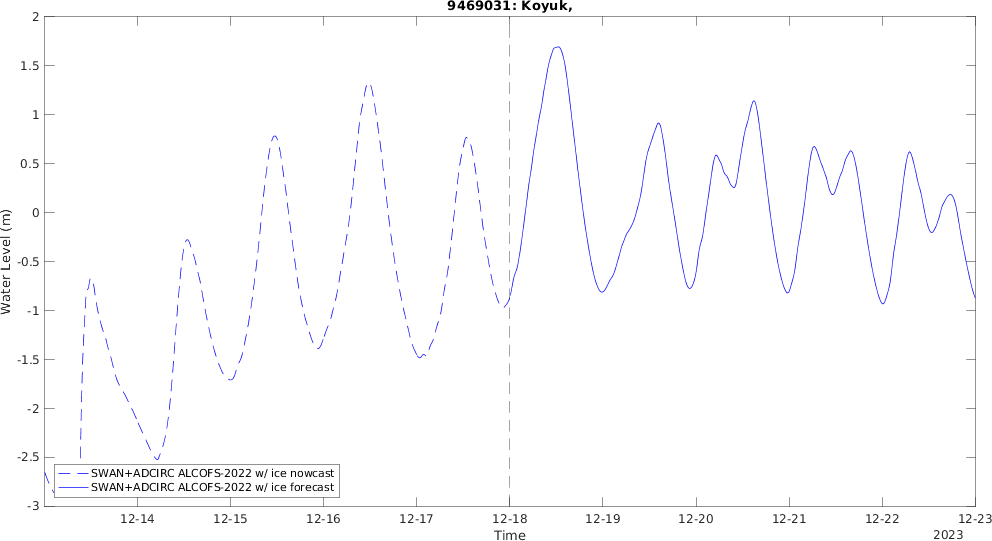 9469031: Koyuk,
Water Level (m)
2
1.5
1
0.5
0
-0.5
-1
-1.5
-2
-2.5
-3
SWAN+ADCIRC ALCOFS-2022 w/ ice nowcast
SWAN+ADCIRC ALCOFS-2022 w/ ice forecast
12-14 12-15 12-16 12-17 12-18 12-19 12-20 12-21 12-22 12-23
Time
2023